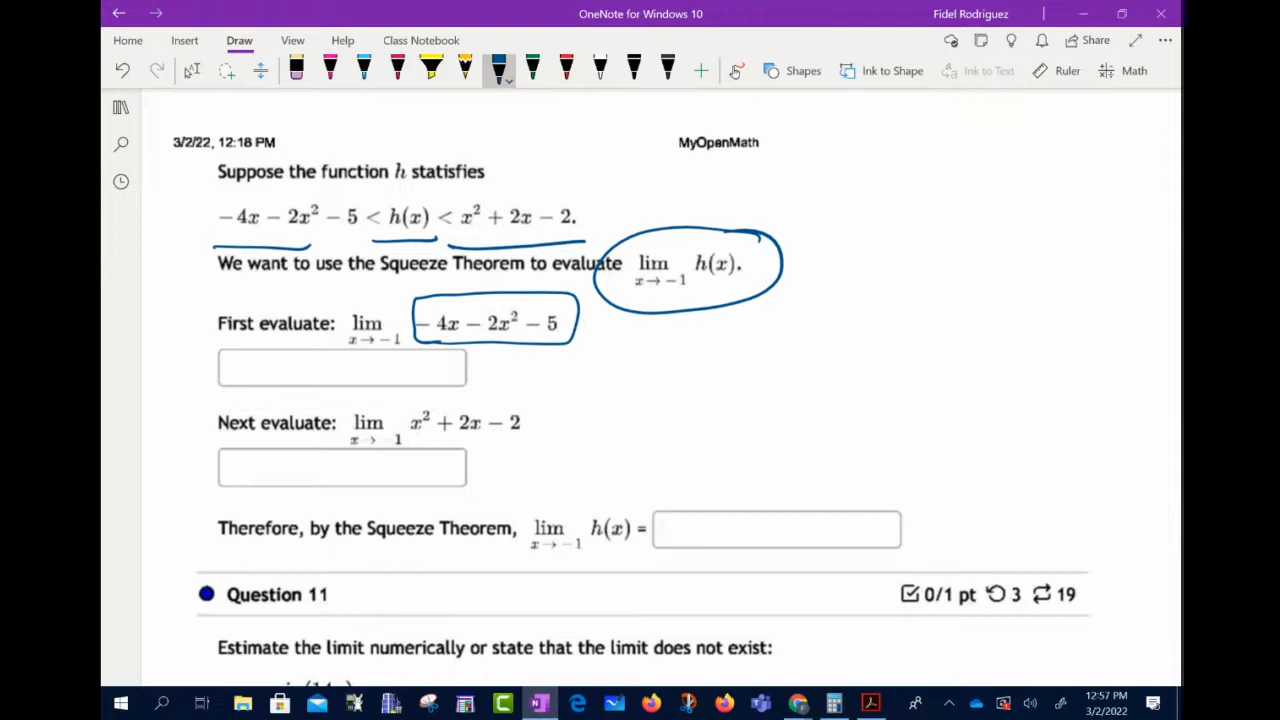 OneNote for Windows 10
Fidel Rodriguez
Home Insert Draw View Help Class Notebook
Share
Shapes Ink to Shape Ink to Text Ruler Math
3/2/22, 12:18 PM MyOpenMath
Suppose the function h statisfies
−4x − 2x² − 5 < h(x) < x² + 2x − 2.
We want to use the Squeeze Theorem to evaluate lim x→−1 h(x).
First evaluate: lim x→−1 −4x − 2x² − 5
Next evaluate: lim x→−1 x² + 2x − 2
Therefore, by the Squeeze Theorem, lim x→−1 h(x) =
Question 11
0/1 pt 3 19
Estimate the limit numerically or state that the limit does not exist:
12:57 PM
3/2/2022